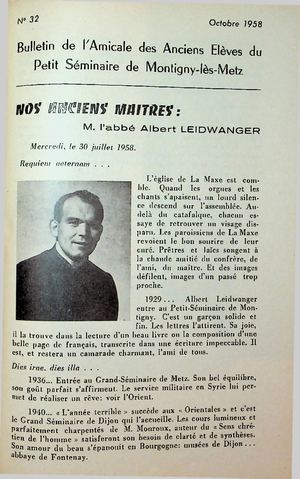 N° 32
Octobre 1958
Bulletin de l'Amicale des Anciens Elèves du
Petit Séminaire de Montigny-lès-Metz
NOS ANCIENS MAITRES :
M. l'abbé Albert LEIDWANGER
Mercredi, le 30 juillet 1958.
Requiem aeternam . . .
L'église de La Maxe est com-
ble. Quand les orgues et les
chants s'apaisent, un lourd silen-
ce descend sur l'assemblée. Au-
delà du catafalque, chacun es-
saye de retrouver un visage dis-
paru. Les paroissiens de La Maxe
revoient le bon sourire de leur
curé. Prêtres et laïcs songent à
la chaude amitié du confrère, de
l'ami, du maître. Et des images
défilent, images d'un passé trop
proche.
1929 ... Albert Leidwanger
entre au Petit-Séminaire de Mon-
tigny. C'est un garçon solide et
fin. Les lettres l'attirent. Sa joie,
il la trouve dans la lecture d'un beau livre ou la composition d'une
belle page de français, transcrite dans une écriture impeccable. Il
est, et restera un camarade charmant, l'ami de tous.
Dies irae, dies illa . . .
1936... Entrée au Grand-Séminaire de Metz. Son bel équilibre,
son goût parfait s'affirment. Le service militaire en Syrie lui per-
met de réaliser un rêve: voir l'Orient.
1940... « L'année terrible » succède aux « Orientales » et c'est
le Grand Séminaire de Dijon qui l'accueille. Les cours lumineux et
parfaitement charpentés de M. Mouroux, auteur du « Sens chré-
tien de l'homme » satisferont son besoin de clarté et de synthèses.
Son amour du beau s'épanouit en Bourgogne: musées de Dijon...
abbaye de Fontenay.